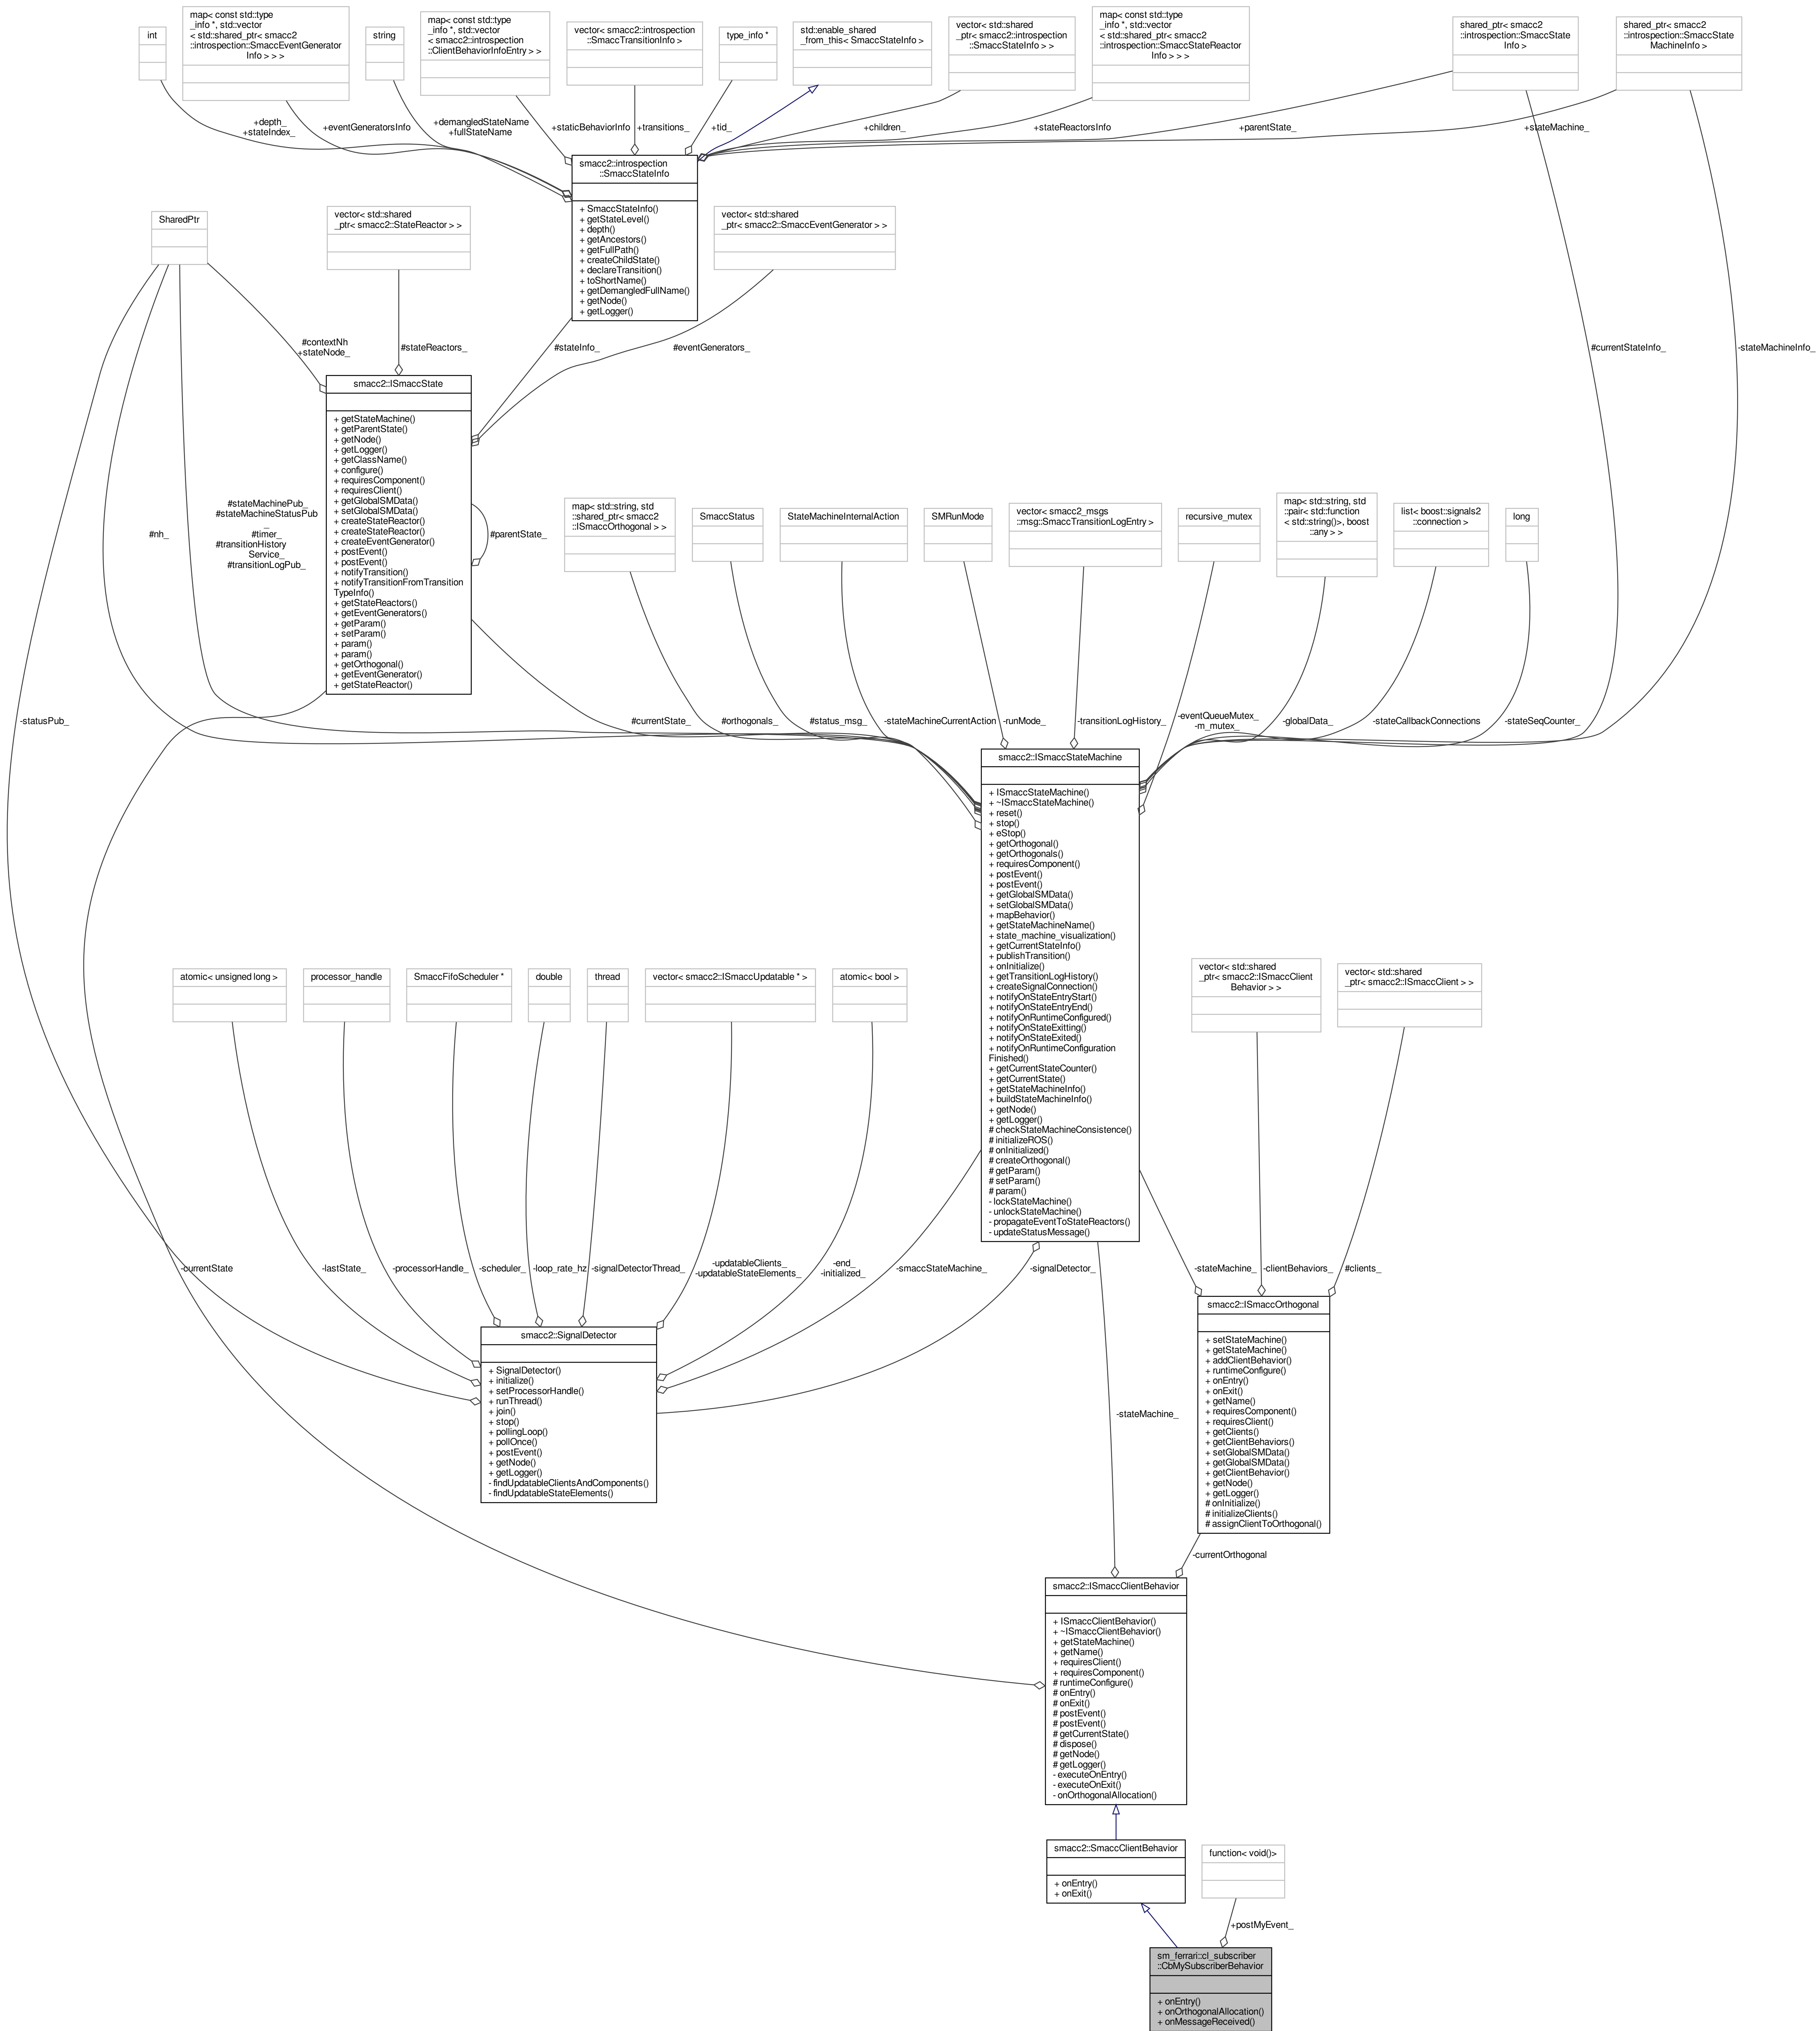 int
map< const std::type
_info *, std::vector
< std::shared_ptr< smacc2
::introspection::SmaccEventGenerator
Info > > >
string
map< const std::type
_info *, std::vector
< smacc2::introspection
::ClientBehaviorInfoEntry > >
vector< smacc2::introspection
::SmaccTransitionInfo >
type_info *
std::enable_shared
_from_this< SmaccStateInfo >
vector< std::shared
_ptr< smacc2::introspection
::SmaccStateInfo > >
map< const std::type
_info *, std::vector
< std::shared_ptr< smacc2
::introspection::SmaccStateReactor
Info > > >
shared_ptr< smacc2
::introspection::SmaccState
Info >
shared_ptr< smacc2
::introspection::SmaccState
MachineInfo >
+depth_
+stateIndex_
+eventGeneratorsInfo
+demangledStateName
+fullStateName
+staticBehaviorInfo
+transitions_
+tid_
+children_
+stateReactorsInfo
+parentState_
+stateMachine_
smacc2::introspection
::SmaccStateInfo
+ SmaccStateInfo()
+ getStateLevel()
+ depth()
+ getAncestors()
+ getFullPath()
+ createChildState()
+ declareTransition()
+ toShortName()
+ getDemangledFullName()
+ getNode()
+ getLogger()
SharedPtr
vector< std::shared
_ptr< smacc2::StateReactor > >
vector< std::shared
_ptr< smacc2::SmaccEventGenerator > >
#contextNh
+stateNode_
#stateReactors_
#stateInfo_
#eventGenerators_
#currentStateInfo_
-stateMachineInfo_
smacc2::ISmaccState
+ getStateMachine()
+ getParentState()
+ getNode()
+ getLogger()
+ getClassName()
+ configure()
+ requiresComponent()
+ requiresClient()
+ getGlobalSMData()
+ setGlobalSMData()
+ createStateReactor()
+ createStateReactor()
+ createEventGenerator()
+ postEvent()
+ postEvent()
+ notifyTransition()
+ notifyTransitionFromTransition
TypeInfo()
+ getStateReactors()
+ getEventGenerators()
+ getParam()
+ setParam()
+ param()
+ param()
+ getOrthogonal()
+ getEventGenerator()
+ getStateReactor()
#parentState_
#nh_
#stateMachinePub_
#stateMachineStatusPub
_
#timer_
#transitionHistory
Service_
#transitionLogPub_
map< std::string, std
::shared_ptr< smacc2
::ISmaccOrthogonal > >
SmaccStatus
StateMachineInternalAction
SMRunMode
vector< smacc2_msgs
::msg::SmaccTransitionLogEntry >
recursive_mutex
map< std::string, std
::pair< std::function
< std::string()>, boost
::any > >
list< boost::signals2
::connection >
long
-statusPub_
#currentState_
#orthogonals_
#status_msg_
-stateMachineCurrentAction
-runMode_
-transitionLogHistory_
-eventQueueMutex_
-m_mutex_
-globalData_
-stateCallbackConnections
-stateSeqCounter_
smacc2::ISmaccStateMachine
+ ISmaccStateMachine()
+ ~ISmaccStateMachine()
+ reset()
+ stop()
+ eStop()
+ getOrthogonal()
+ getOrthogonals()
+ requiresComponent()
+ postEvent()
+ postEvent()
+ getGlobalSMData()
+ setGlobalSMData()
+ mapBehavior()
+ getStateMachineName()
+ state_machine_visualization()
+ getCurrentStateInfo()
+ publishTransition()
+ onInitialize()
+ getTransitionLogHistory()
+ createSignalConnection()
+ notifyOnStateEntryStart()
+ notifyOnStateEntryEnd()
+ notifyOnRuntimeConfigured()
+ notifyOnStateExitting()
+ notifyOnStateExited()
+ notifyOnRuntimeConfiguration
Finished()
+ getCurrentStateCounter()
+ getCurrentState()
+ getStateMachineInfo()
+ buildStateMachineInfo()
+ getNode()
+ getLogger()
# checkStateMachineConsistence()
# initializeROS()
# onInitialized()
# createOrthogonal()
# getParam()
# setParam()
# param()
- lockStateMachine()
- unlockStateMachine()
- propagateEventToStateReactors()
- updateStatusMessage()
atomic< unsigned long >
processor_handle
SmaccFifoScheduler *
double
thread
vector< smacc2::ISmaccUpdatable * >
atomic< bool >
vector< std::shared
_ptr< smacc2::ISmaccClient
Behavior > >
vector< std::shared
_ptr< smacc2::ISmaccClient > >
-currentState
-lastState_
-processorHandle_
-scheduler_
-loop_rate_hz_
-signalDetectorThread_
-updatableClients_
-updatableStateElements_
-end_
-initialized_
-smaccStateMachine_
-signalDetector_
-stateMachine_
-clientBehaviors_
#clients_
smacc2::SignalDetector
+ SignalDetector()
+ initialize()
+ setProcessorHandle()
+ runThread()
+ join()
+ stop()
+ pollingLoop()
+ pollOnce()
+ postEvent()
+ getNode()
+ getLogger()
- findUpdatableClientsAndComponents()
- findUpdatableStateElements()
smacc2::ISmaccOrthogonal
+ setStateMachine()
+ getStateMachine()
+ addClientBehavior()
+ runtimeConfigure()
+ onEntry()
+ onExit()
+ getName()
+ requiresComponent()
+ requiresClient()
+ getClients()
+ getClientBehaviors()
+ setGlobalSMData()
+ getGlobalSMData()
+ getClientBehavior()
+ getNode()
+ getLogger()
# onInitialize()
# initializeClients()
# assignClientToOrthogonal()
-stateMachine_
-currentOrthogonal
smacc2::ISmaccClientBehavior
+ ISmaccClientBehavior()
+ ~ISmaccClientBehavior()
+ getStateMachine()
+ getName()
+ requiresClient()
+ requiresComponent()
# runtimeConfigure()
# onEntry()
# onExit()
# postEvent()
# postEvent()
# getCurrentState()
# dispose()
# getNode()
# getLogger()
- executeOnEntry()
- executeOnExit()
- onOrthogonalAllocation()
smacc2::SmaccClientBehavior
+ onEntry()
+ onExit()
function< void()>
+postMyEvent_
sm_ferrari::cl_subscriber
::CbMySubscriberBehavior
+ onEntry()
+ onOrthogonalAllocation()
+ onMessageReceived()